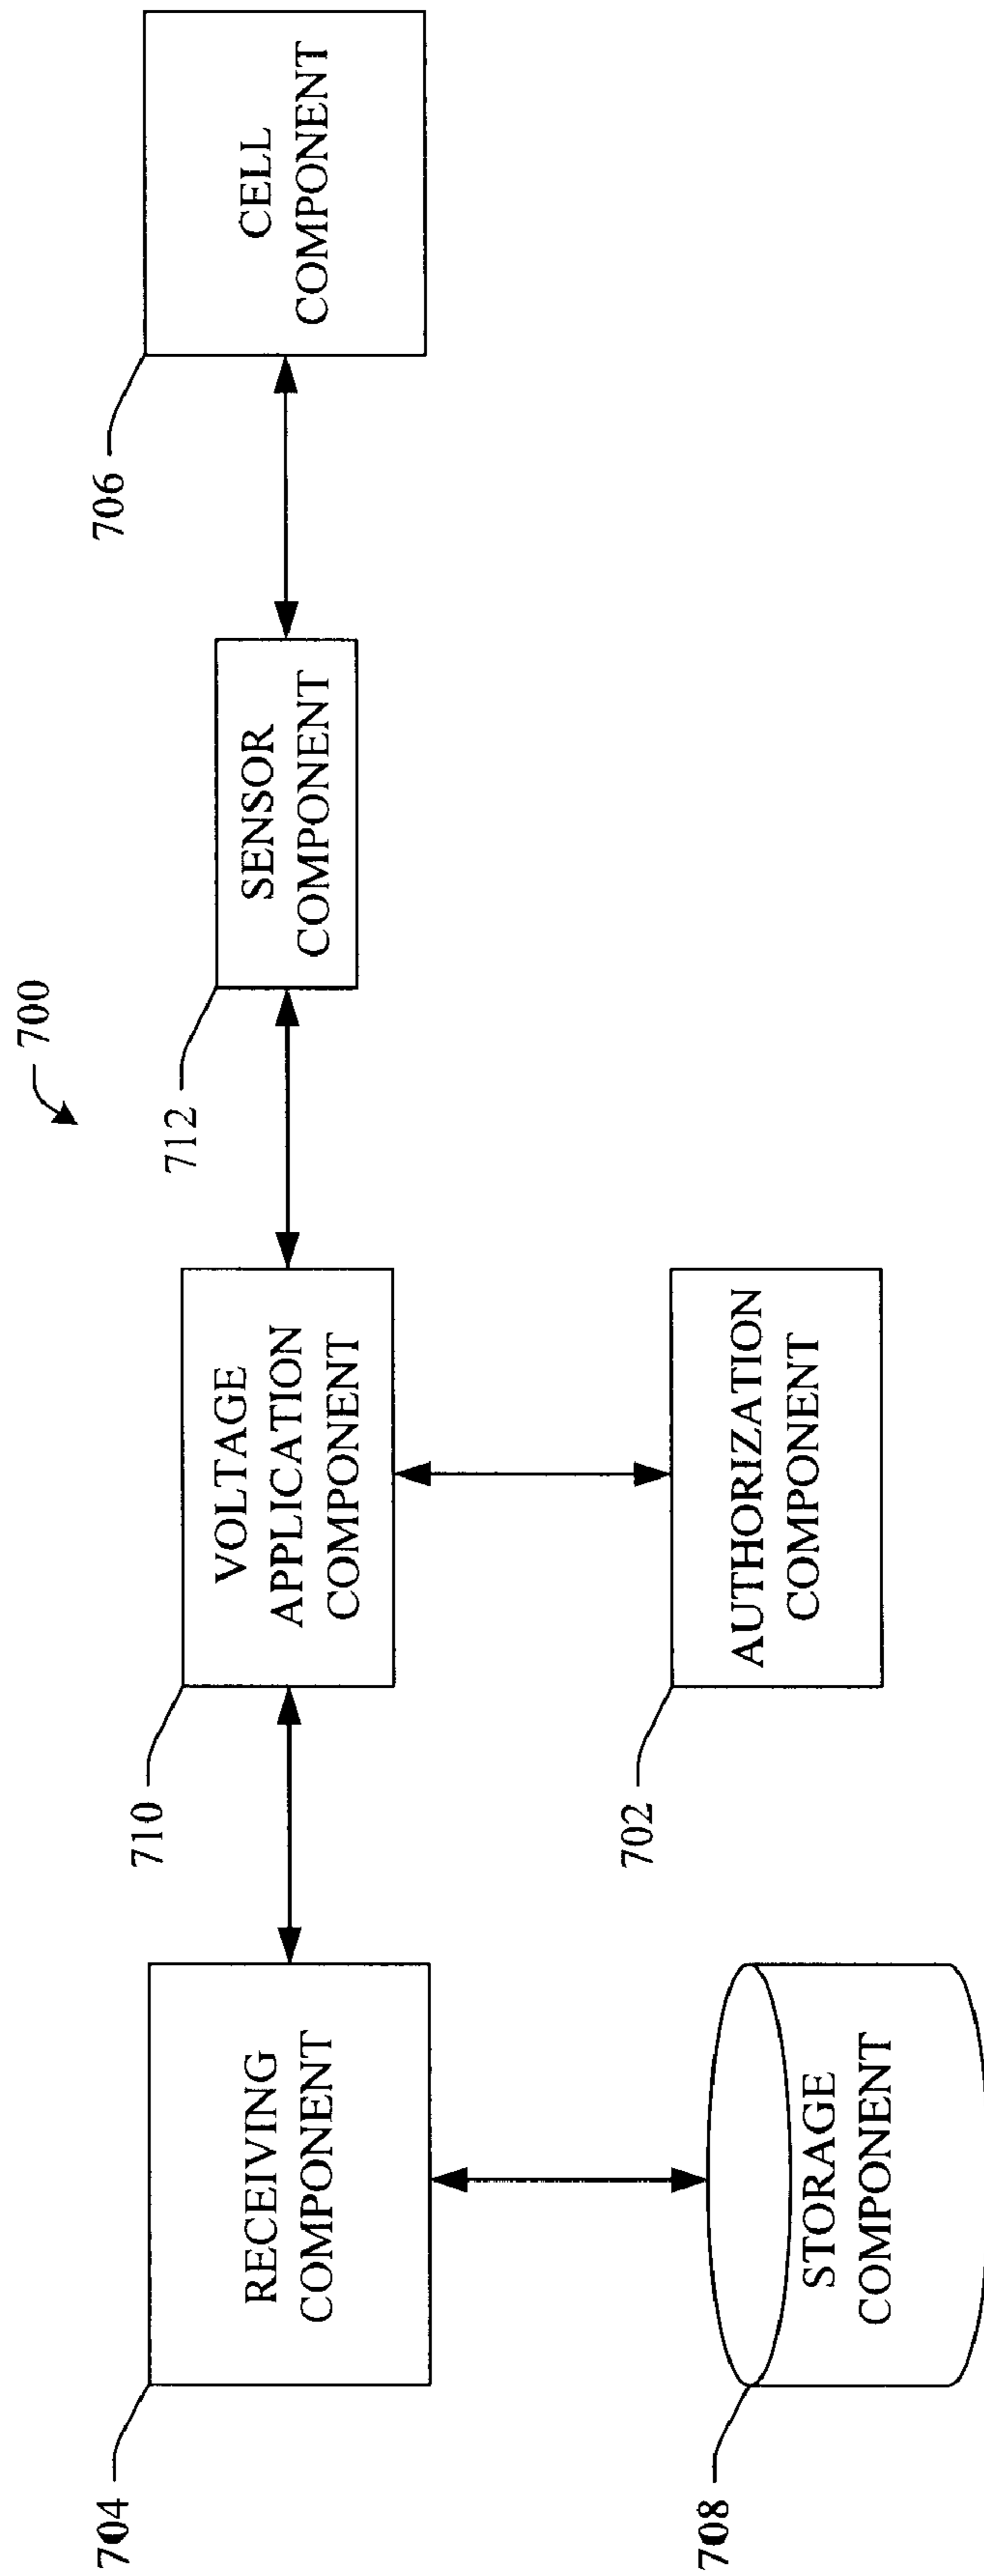 700
704
RECEIVING
COMPONENT
710
VOLTAGE
APPLICATION
COMPONENT
712
SENSOR
COMPONENT
706
CELL
COMPONENT
708
STORAGE
COMPONENT
702
AUTHORIZATION
COMPONENT